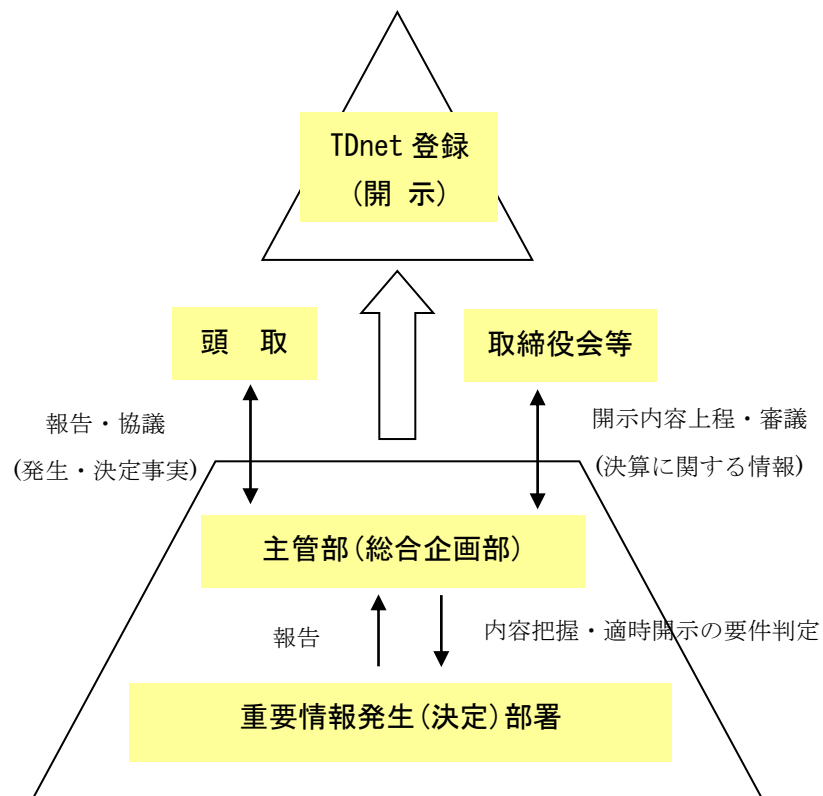 TDnet 登録
(開 示)
頭　取
取締役会等
報告・協議
(発生・決定事実)
開示内容上程・審議
(決算に関する情報)
主管部(総合企画部)
報告
内容把握・適時開示の要件判定
重要情報発生(決定)部署